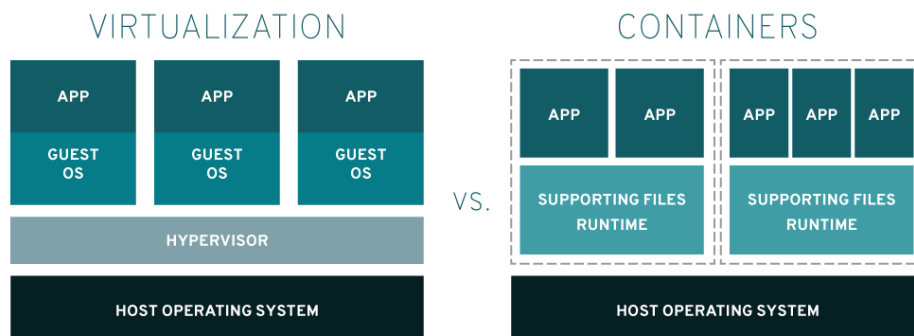 VIRTUALIZATION
APP
GUEST
OS
APP
GUEST
OS
APP
GUEST
OS
HYPERVISOR
HOST OPERATING SYSTEM
VS.
CONTAINERS
APP
APP
SUPPORTING FILES
RUNTIME
APP
APP
APP
SUPPORTING FILES
RUNTIME
HOST OPERATING SYSTEM